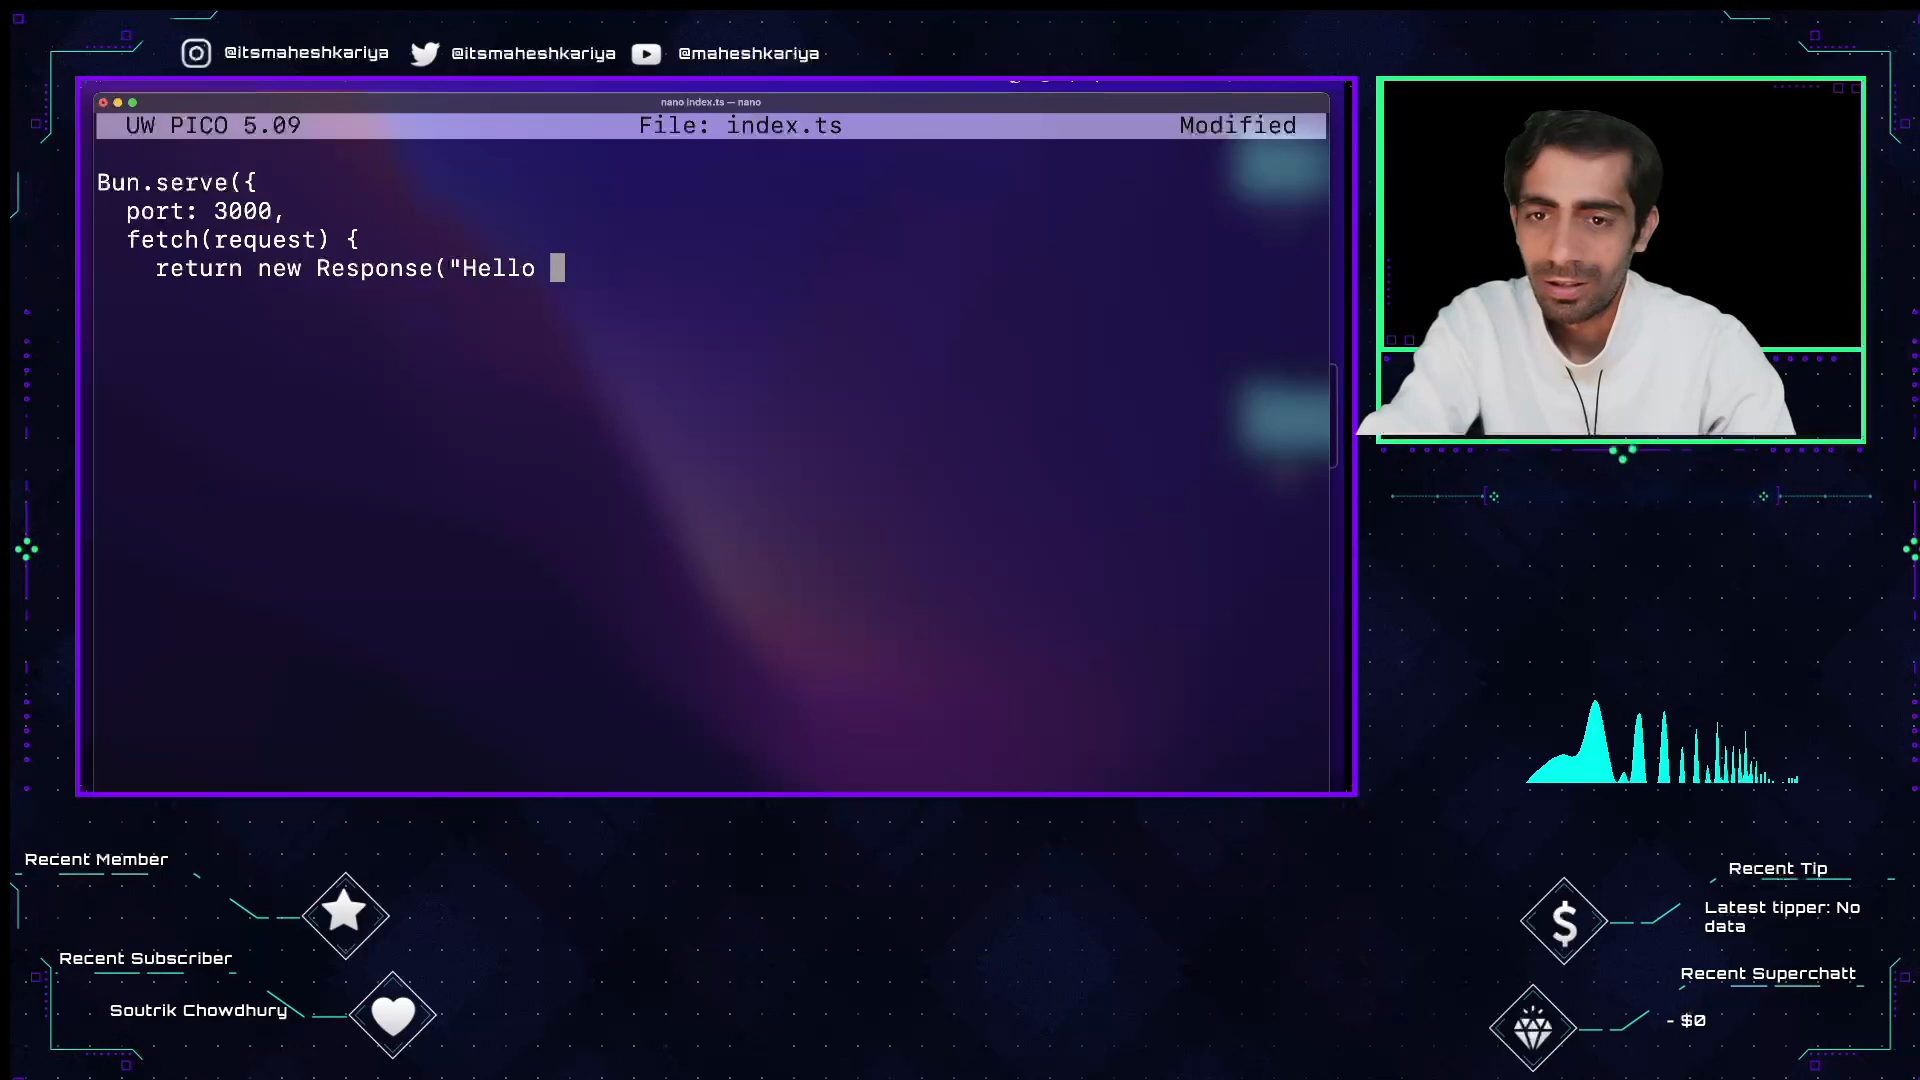 @itsmaheshkariya @itsmaheshkariya @maheshkariya
nano index.ts — nano
UW PICO 5.09 File: index.ts Modified
Bun.serve({
port: 3000,
fetch(request) {
return new Response("Hello
Recent Member
Recent Subscriber
Soutrik Chowdhury
Recent Tip
Latest tipper: No
data
Recent Superchatt
- $0